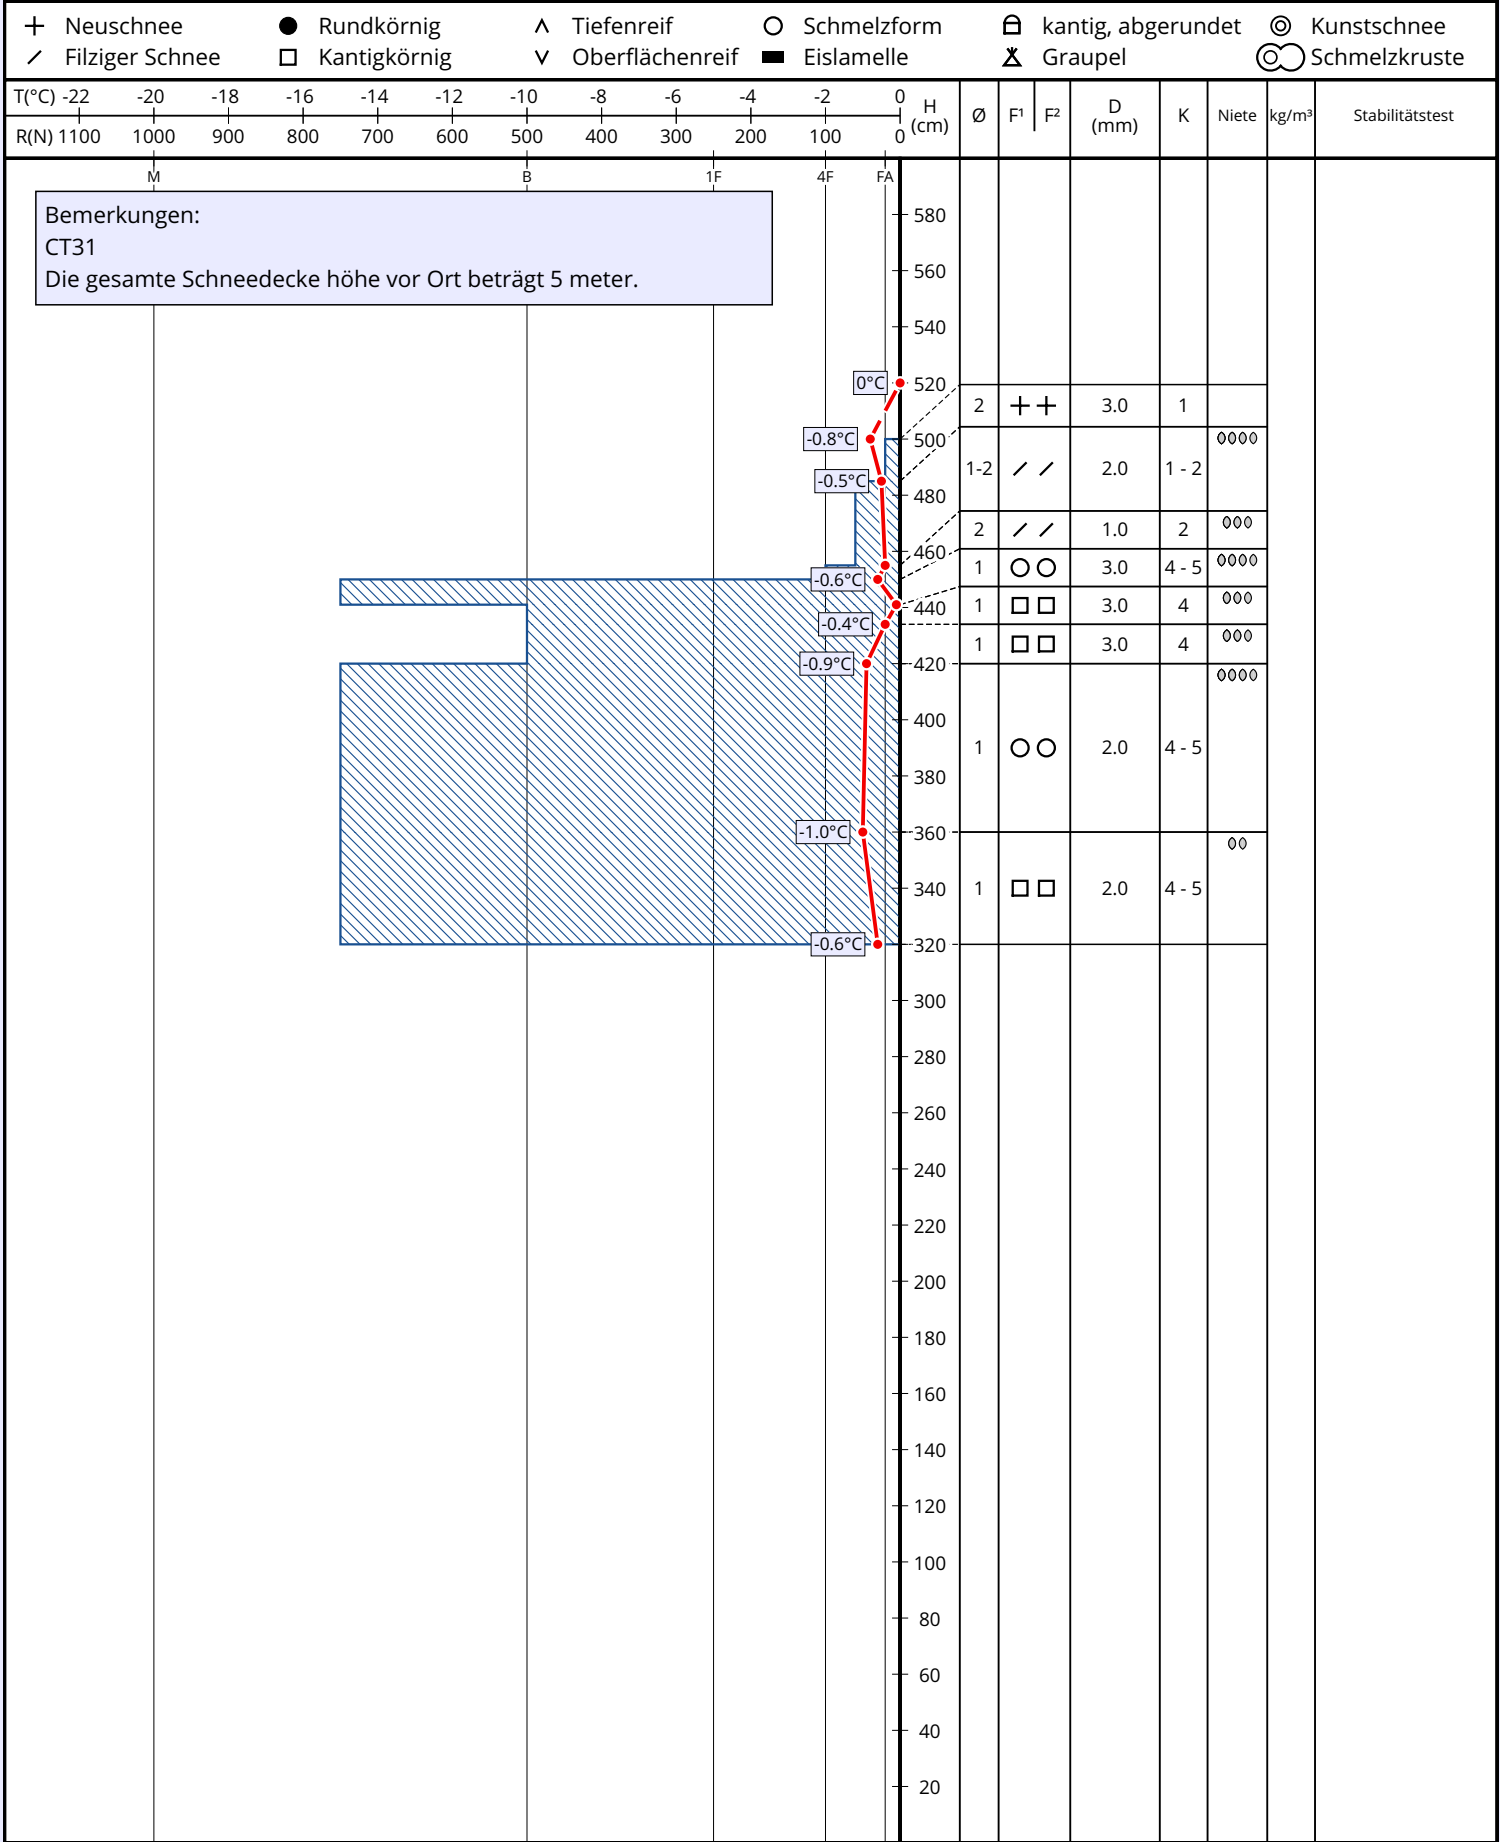 Neuschnee Rundkörnig Tiefenreif Schmelzform kantig, abgerundet Kunstschnee
Filziger Schnee Kantigkörnig Oberflächenreif Eislamelle Graupel Schmelzkruste
T(°C) -22 -20 -18 -16 -14 -12 -10 -8 -6 -4 -2 0
R(N) 1100 1000 900 800 700 600 500 400 300 200 100 0
H (cm) Ø F¹ F² D (mm) K Niete kg/m³ Stabilitätstest
M B 1F 4F FA
Bemerkungen:
CT31
Die gesamte Schneedecke höhe vor Ort beträgt 5 meter.
580
560
540
0°C 520
2 3.0 1
-0.8°C 500
1-2 2.0 1 - 2
-0.5°C 480
2 1.0 2
460
-0.6°C 1 3.0 4 - 5
440 1 3.0 4
-0.4°C
1 3.0 4
-0.9°C 420
400
1 2.0 4 - 5
380
-1.0°C 360
340 1 2.0 4 - 5
-0.6°C 320
300
280
260
240
220
200
180
160
140
120
100
80
60
40
20